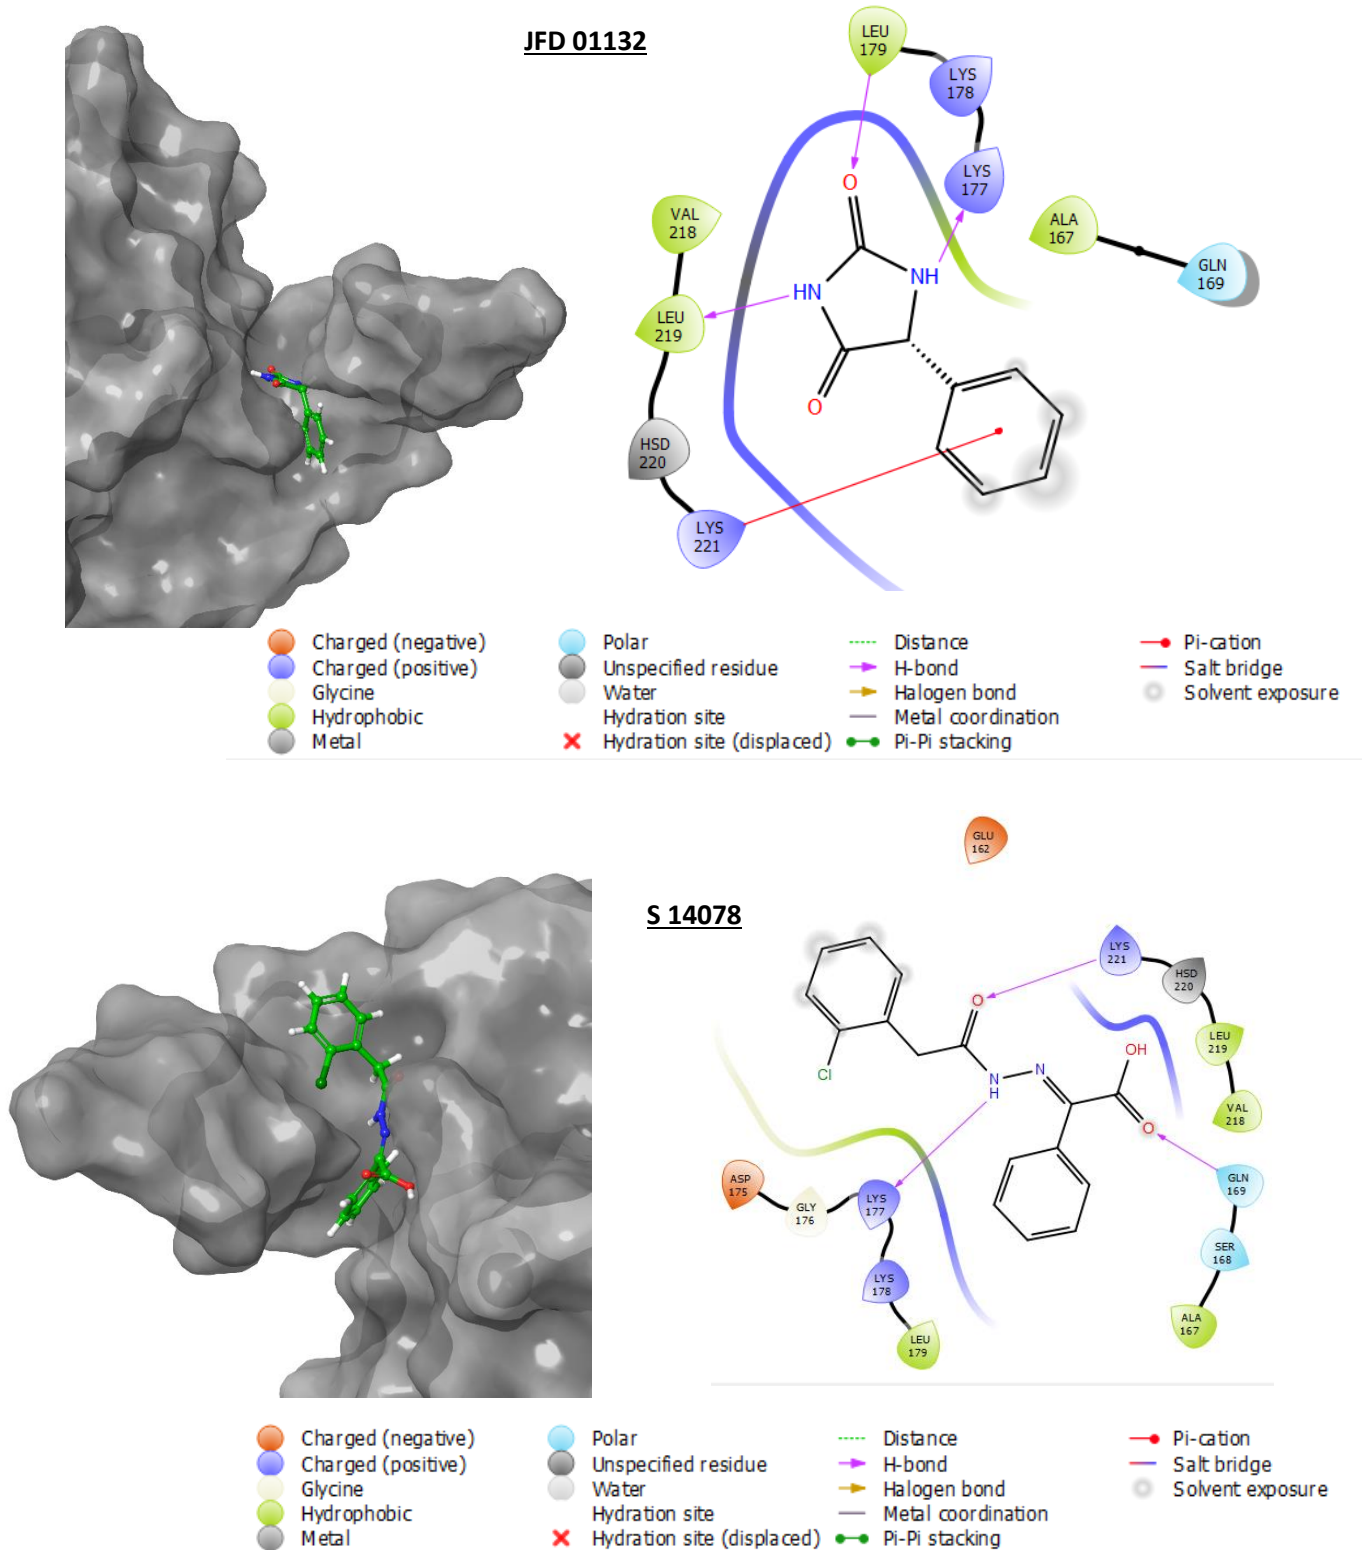 JFD 01132
LEU
179
LYS
178
LYS
177
O
VAL
218
ALA
167
GLN
169
NH
HN
LEU
219
O
HSD
220
LYS
221
Charged (negative)
Charged (positive)
Glycine
Hydrophobic
Metal
Polar
Unspecified residue
Water
Hydration site
Hydration site (displaced)
Distance
H-bond
Halogen bond
Metal coordination
Pi-Pi stacking
Pi-cation
Salt bridge
Solvent exposure
GLU
162
S 14078
LYS
221
HSD
220
O
LEU
219
OH
Cl
N
H
N
VAL
218
O
ASP
175
GLY
176
LYS
177
GLN
169
SER
168
LYS
178
ALA
167
LEU
179
Charged (negative)
Charged (positive)
Glycine
Hydrophobic
Metal
Polar
Unspecified residue
Water
Hydration site
Hydration site (displaced)
Distance
H-bond
Halogen bond
Metal coordination
Pi-Pi stacking
Pi-cation
Salt bridge
Solvent exposure